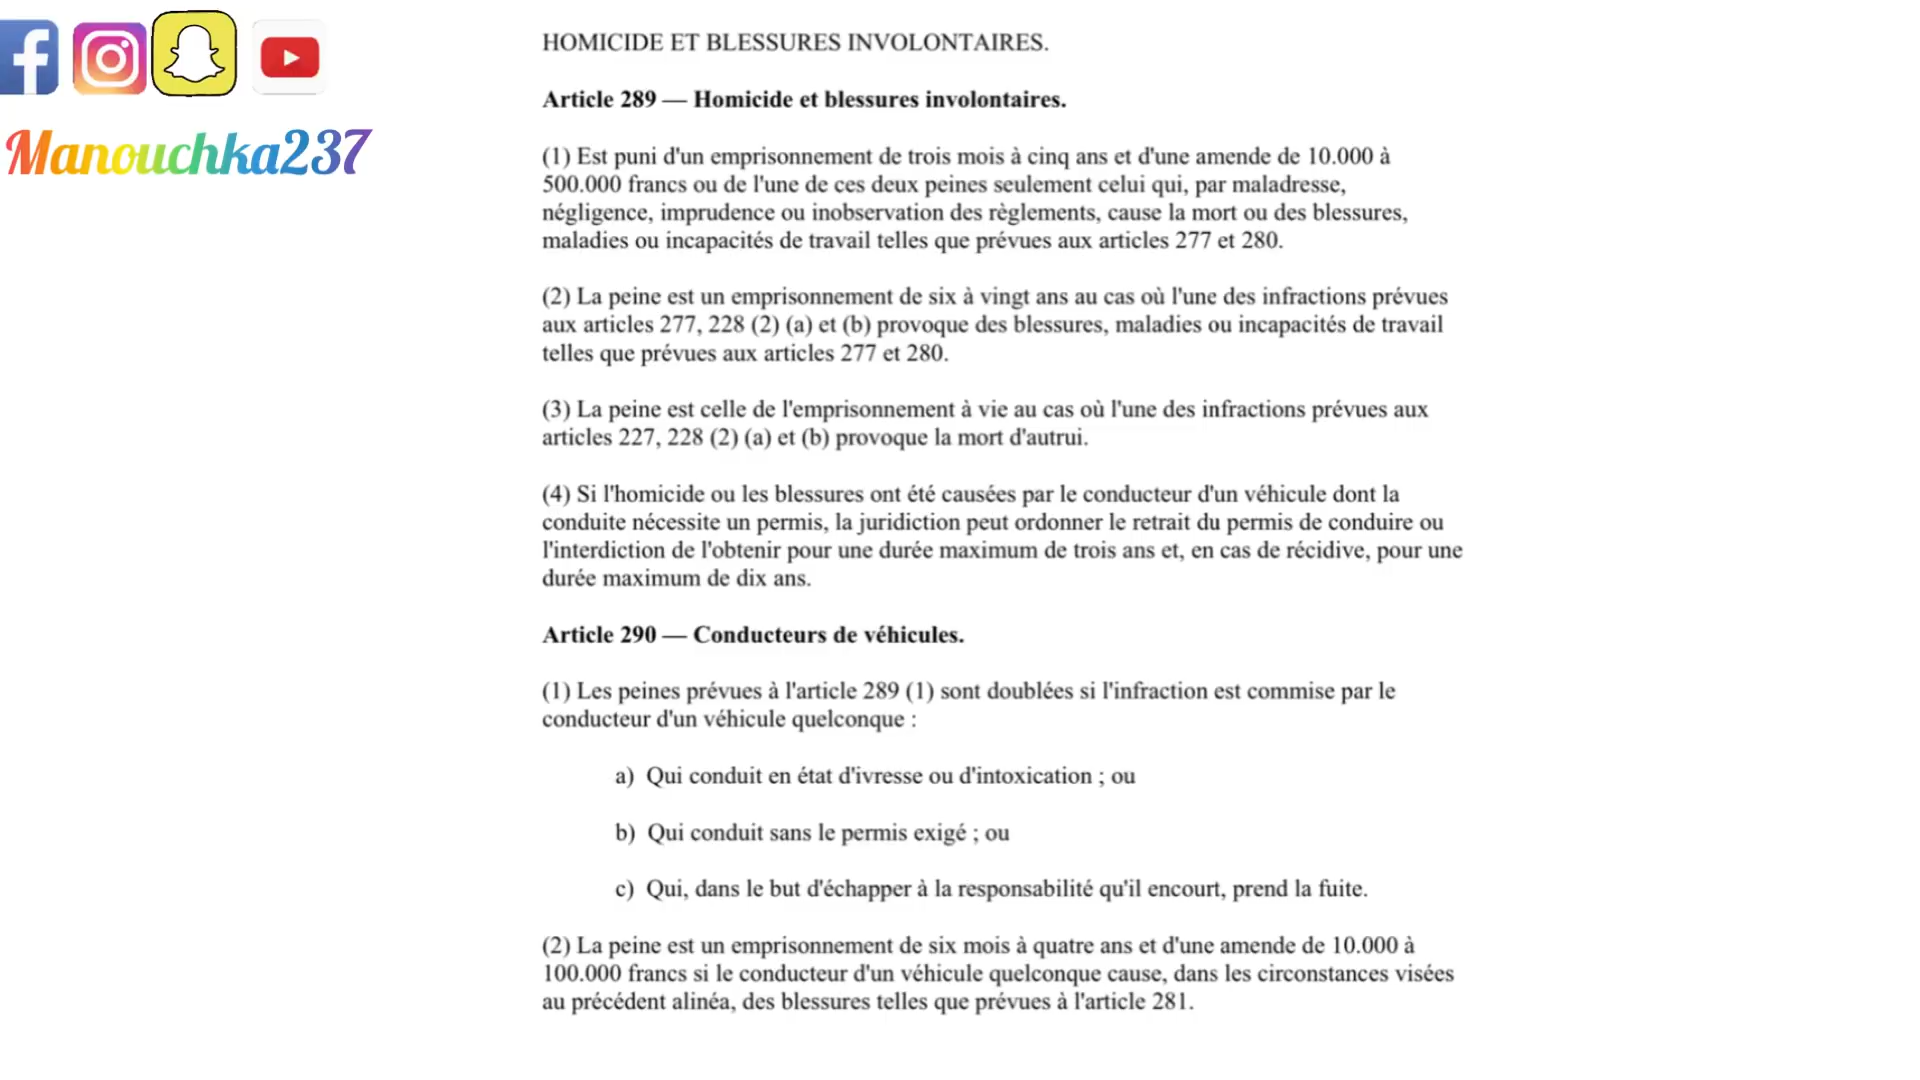 HOMICIDE ET BLESSURES INVOLONTAIRES.
Manouchka237
Article 289 — Homicide et blessures involontaires.
(1) Est puni d'un emprisonnement de trois mois à cinq ans et d'une amende de 10.000 à
500.000 francs ou de l'une de ces deux peines seulement celui qui, par maladresse,
négligence, imprudence ou inobservation des règlements, cause la mort ou des blessures,
maladies ou incapacités de travail telles que prévues aux articles 277 et 280.
(2) La peine est un emprisonnement de six à vingt ans au cas où l'une des infractions prévues
aux articles 277, 228 (2) (a) et (b) provoque des blessures, maladies ou incapacités de travail
telles que prévues aux articles 277 et 280.
(3) La peine est celle de l'emprisonnement à vie au cas où l'une des infractions prévues aux
articles 227, 228 (2) (a) et (b) provoque la mort d'autrui.
(4) Si l'homicide ou les blessures ont été causées par le conducteur d'un véhicule dont la
conduite nécessite un permis, la juridiction peut ordonner le retrait du permis de conduire ou
l'interdiction de l'obtenir pour une durée maximum de trois ans et, en cas de récidive, pour une
durée maximum de dix ans.
Article 290 — Conducteurs de véhicules.
(1) Les peines prévues à l'article 289 (1) sont doublées si l'infraction est commise par le
conducteur d'un véhicule quelconque :
a) Qui conduit en état d'ivresse ou d'intoxication ; ou
b) Qui conduit sans le permis exigé ; ou
c) Qui, dans le but d'échapper à la responsabilité qu'il encourt, prend la fuite.
(2) La peine est un emprisonnement de six mois à quatre ans et d'une amende de 10.000 à
100.000 francs si le conducteur d'un véhicule quelconque cause, dans les circonstances visées
au précédent alinéa, des blessures telles que prévues à l'article 281.